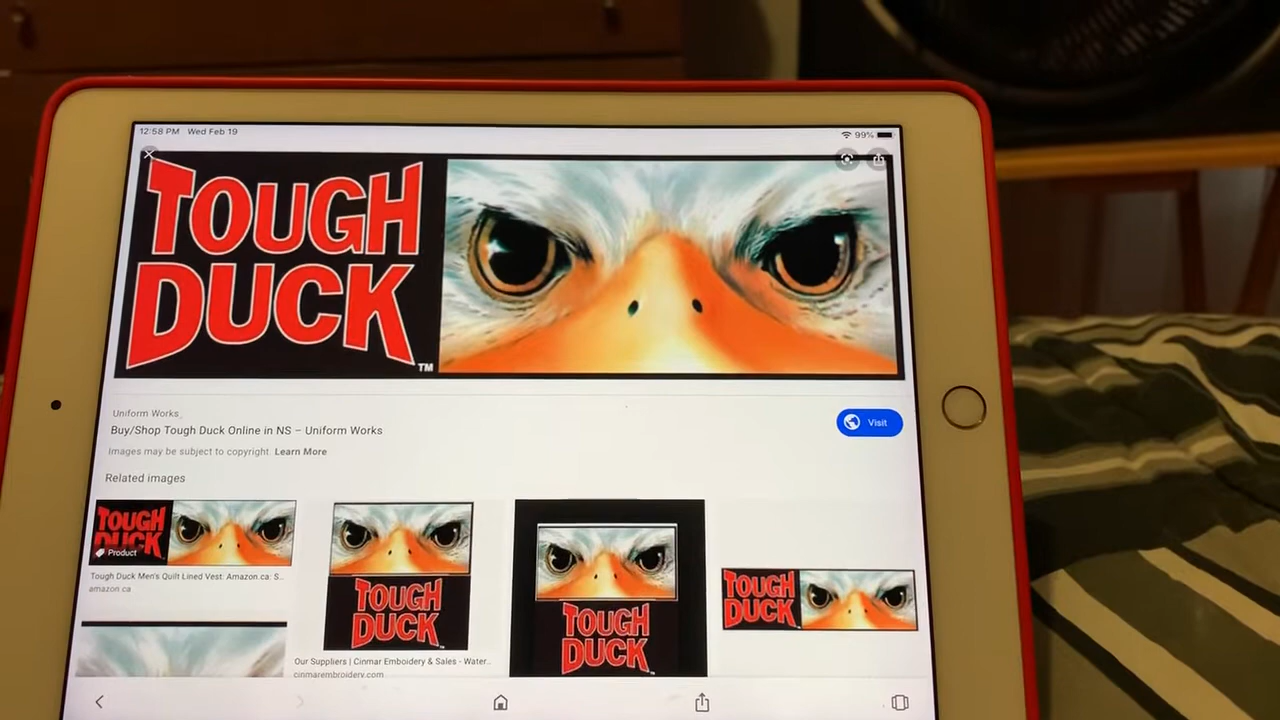 12:58 PM Wed Feb 19
99%
TOUGH
DUCK
TM
Uniform Works
Buy/Shop Tough Duck Online in NS – Uniform Works
Visit
Images may be subject to copyright. Learn More
Related images
TOUGH
DUCK
Product
Tough Duck Men's Quilt Lined Vest: Amazon.ca: S...
amazon.ca
TOUGH
DUCK
Our Suppliers | Cinmar Emboidery & Sales - Water...
cinmarembroidery.com
TOUGH
DUCK
TOUGH
DUCK